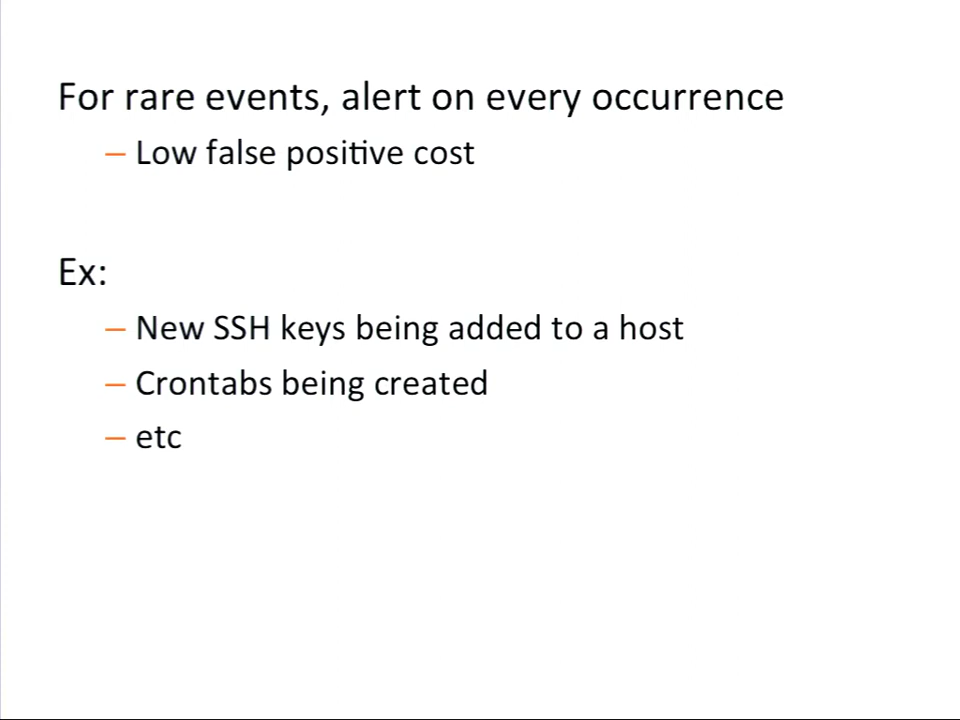 For rare events, alert on every occurrence
– Low false positive cost
Ex:
– New SSH keys being added to a host
– Crontabs being created
– etc